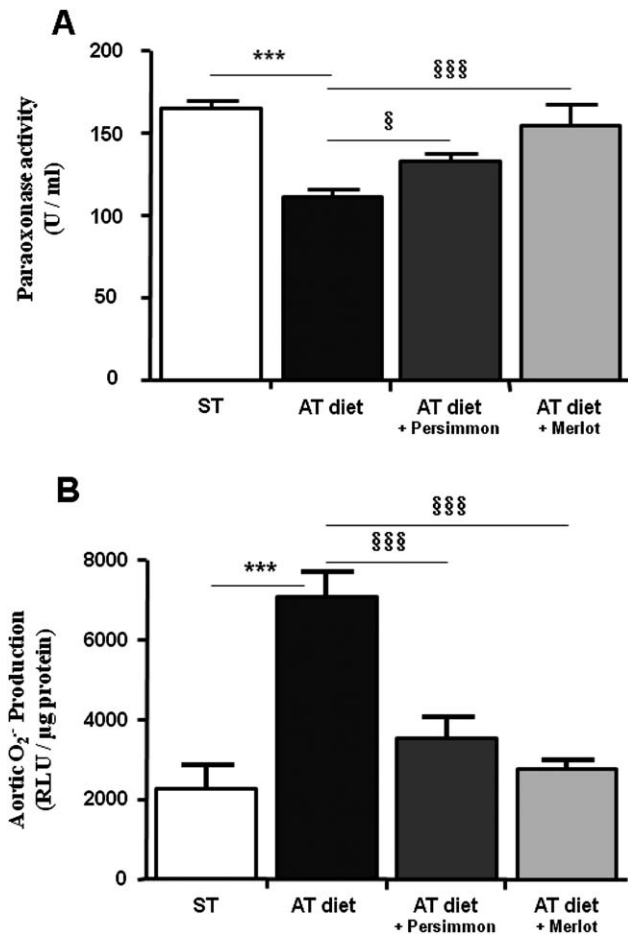 A
Paraoxonase activity
(U / ml)
200
150
100
50
0
***
§§§
§
ST
AT diet
AT diet
+ Persimmon
AT diet
+ Merlot
B
Aortic O₂·⁻ Production
(RLU / µg protein)
8000
6000
4000
2000
0
***
§§§
§§§
ST
AT diet
AT diet
+ Persimmon
AT diet
+ Merlot